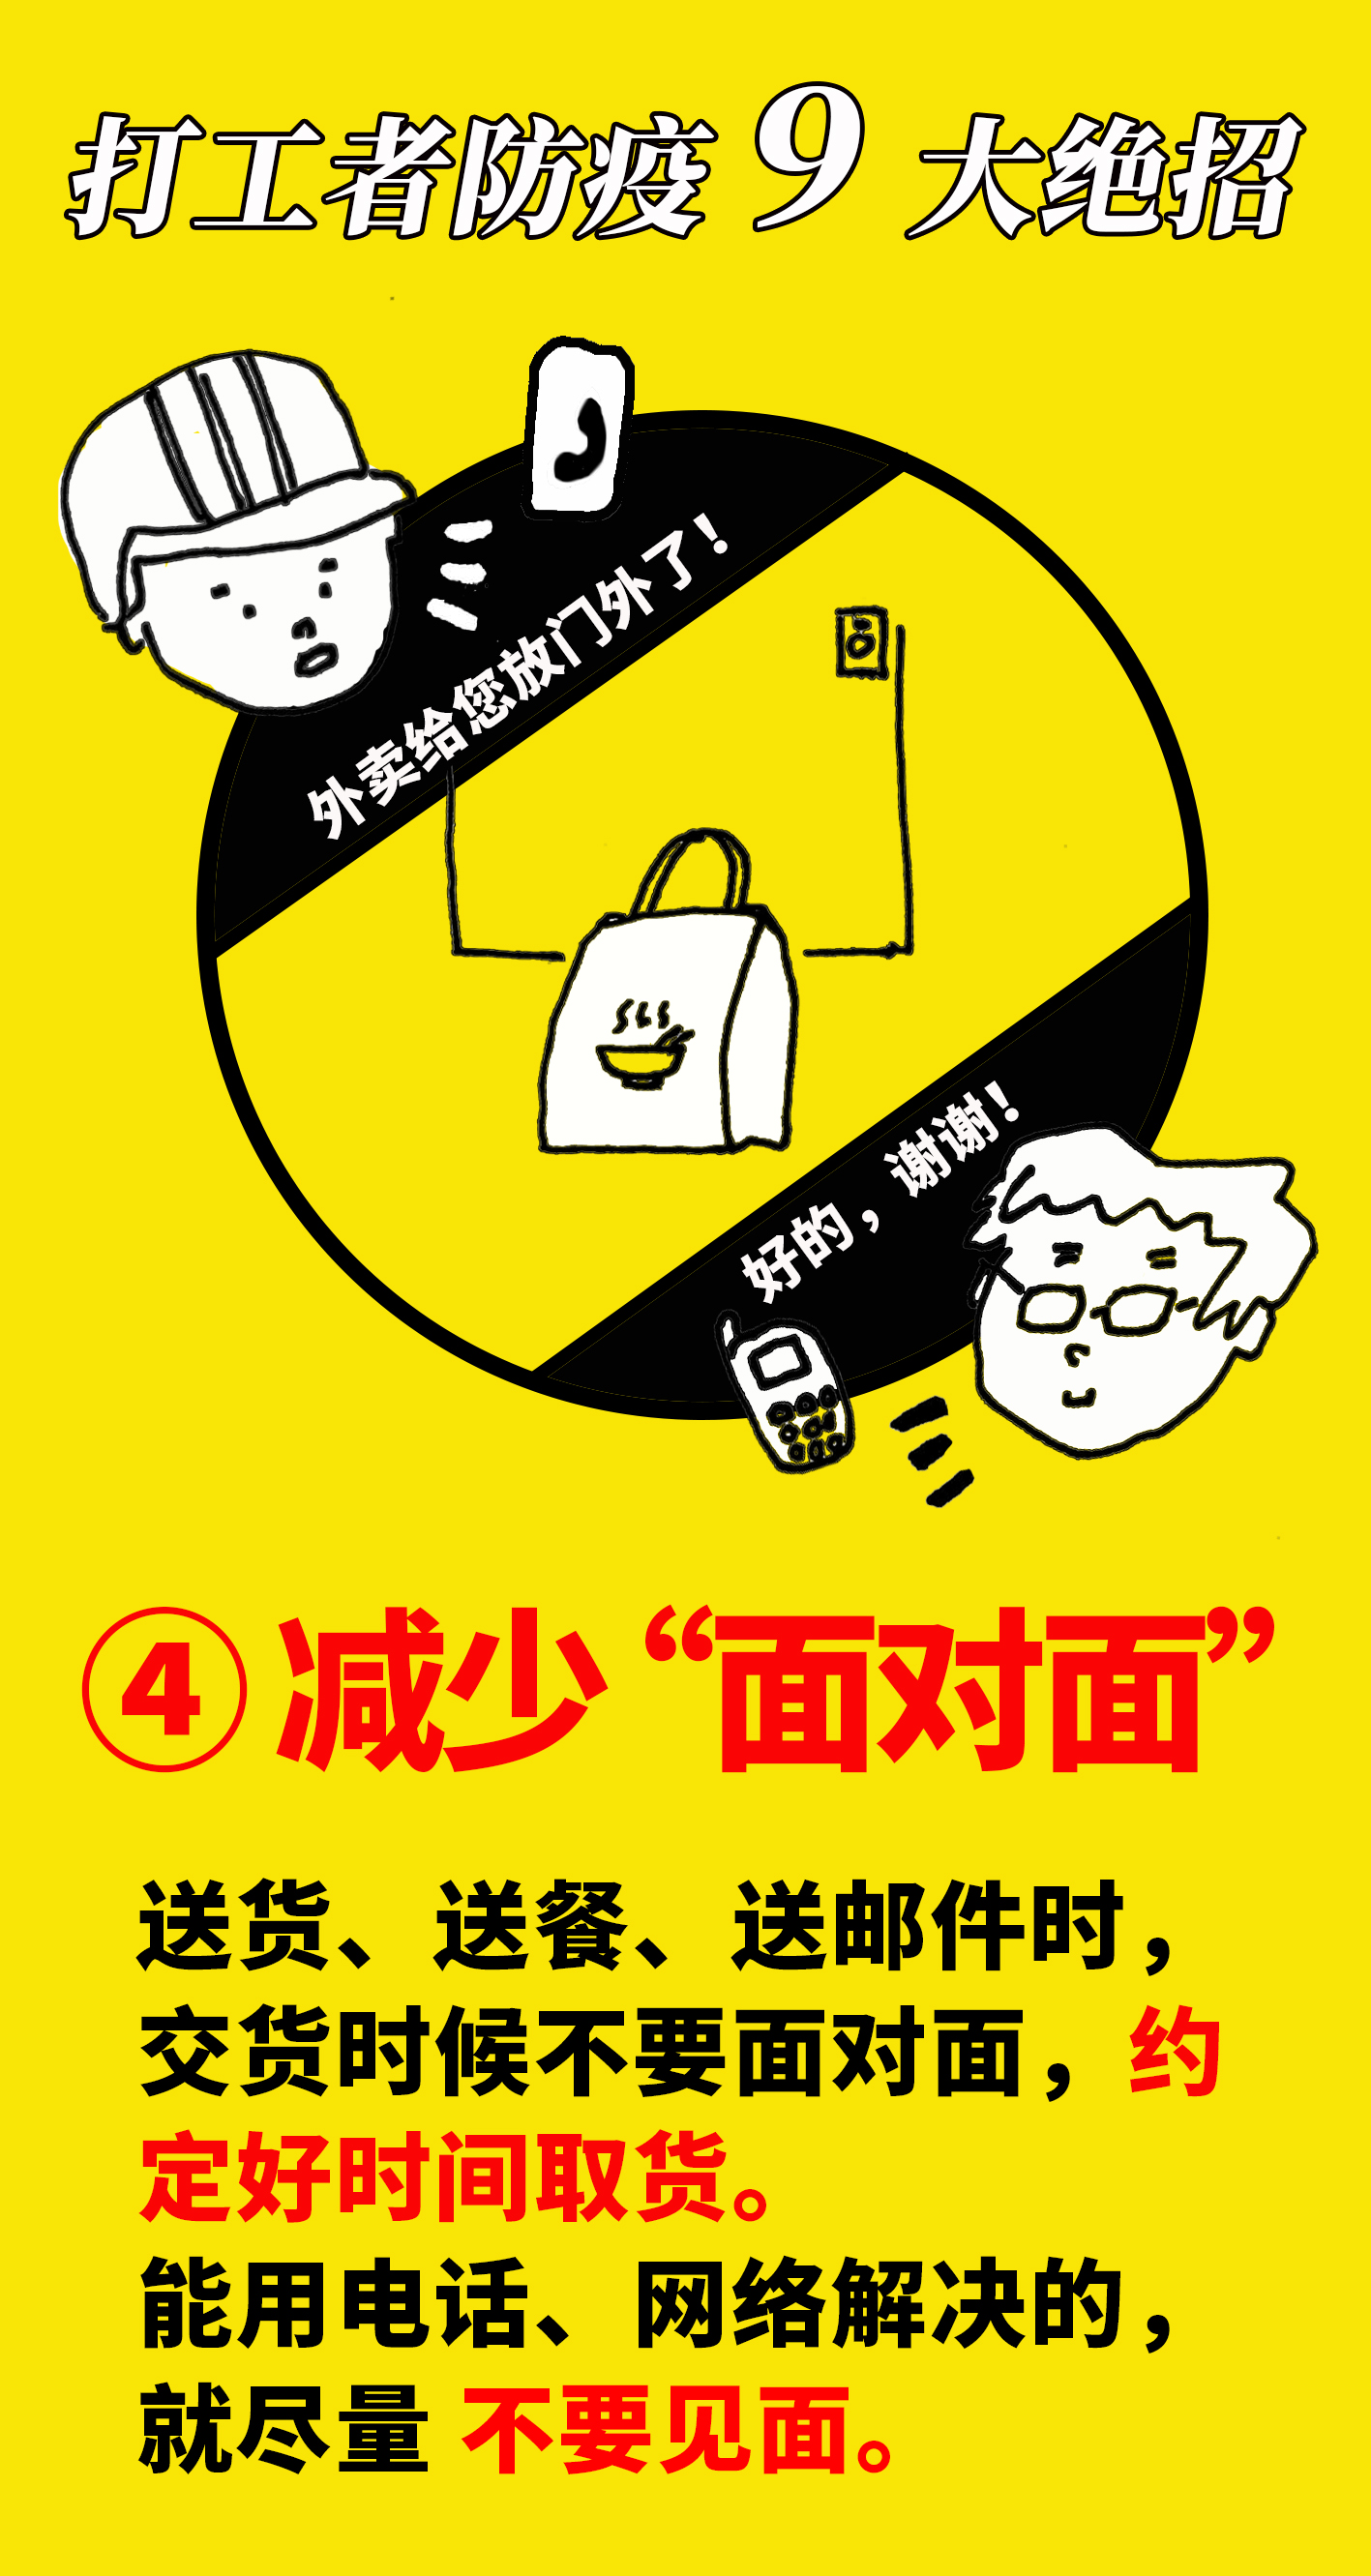 打工者防疫9大绝招
外卖给您放门外了!
好的，谢谢!
④减少“面对面”
送货、送餐、送邮件时，
交货时候不要面对面，约
定好时间取货。
能用电话、网络解决的，
就尽量 不要见面。